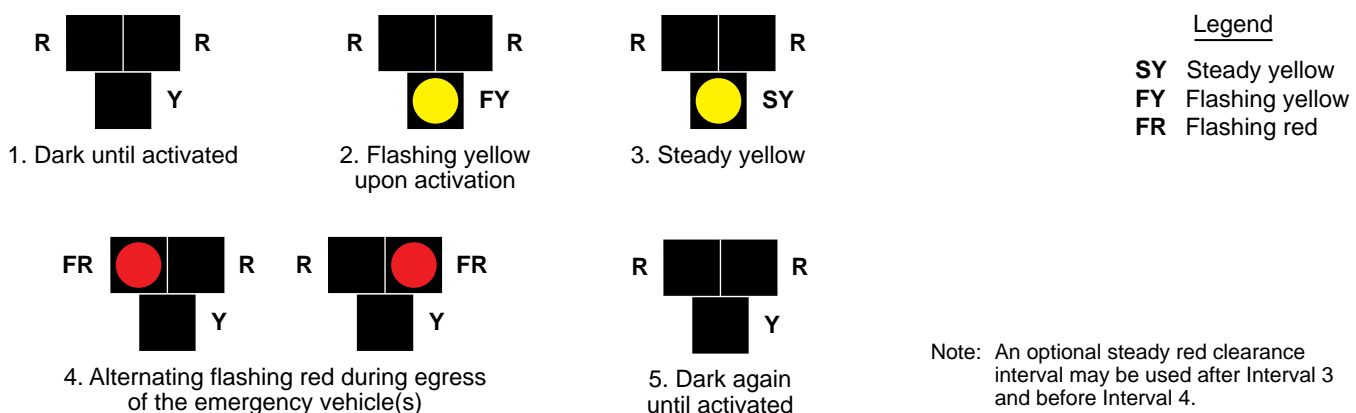 R R R R R R
Y FY SY
1. Dark until activated
2. Flashing yellow
upon activation
3. Steady yellow
Legend
SY Steady yellow
FY Flashing yellow
FR Flashing red
FR R R FR
Y Y
4. Alternating flashing red during egress
of the emergency vehicle(s)
R R
Y
5. Dark again
until activated
Note: An optional steady red clearance
interval may be used after Interval 3
and before Interval 4.